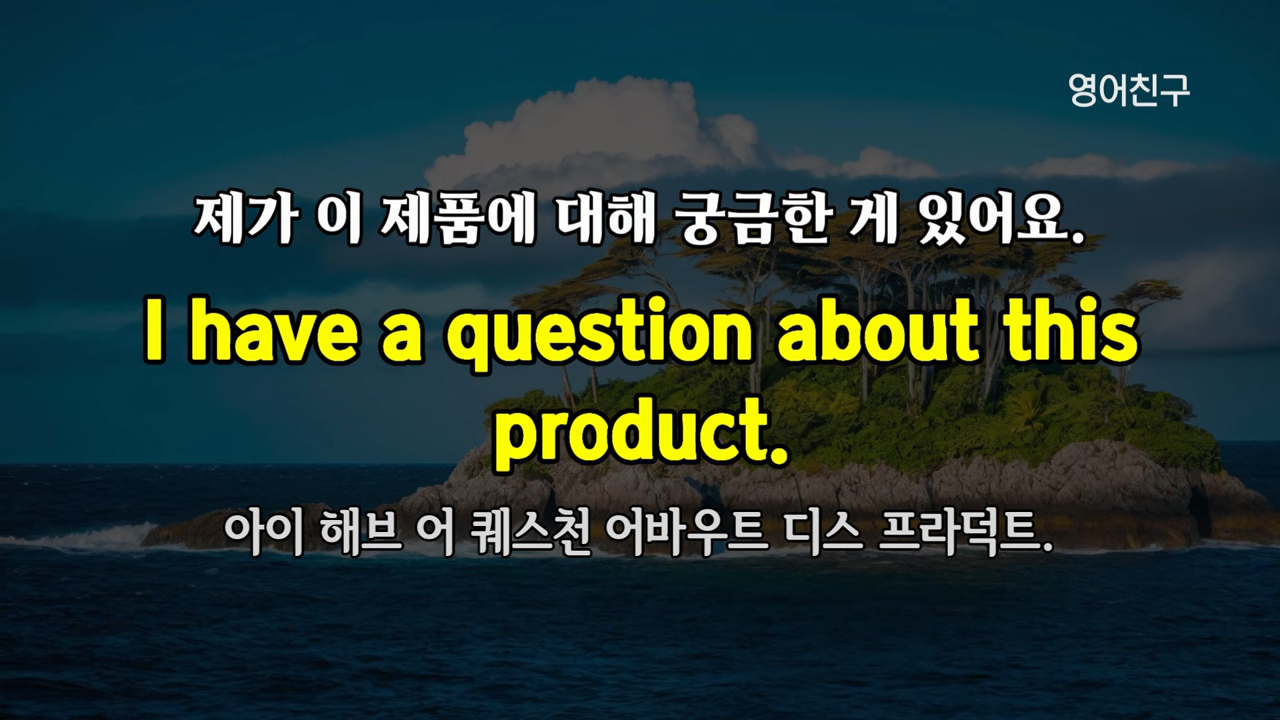 영어친구
제가 이 제품에 대해 궁금한 게 있어요.
I have a question about this
product.
아이 해브 어 퀘스천 어바우트 디스 프라덕트.